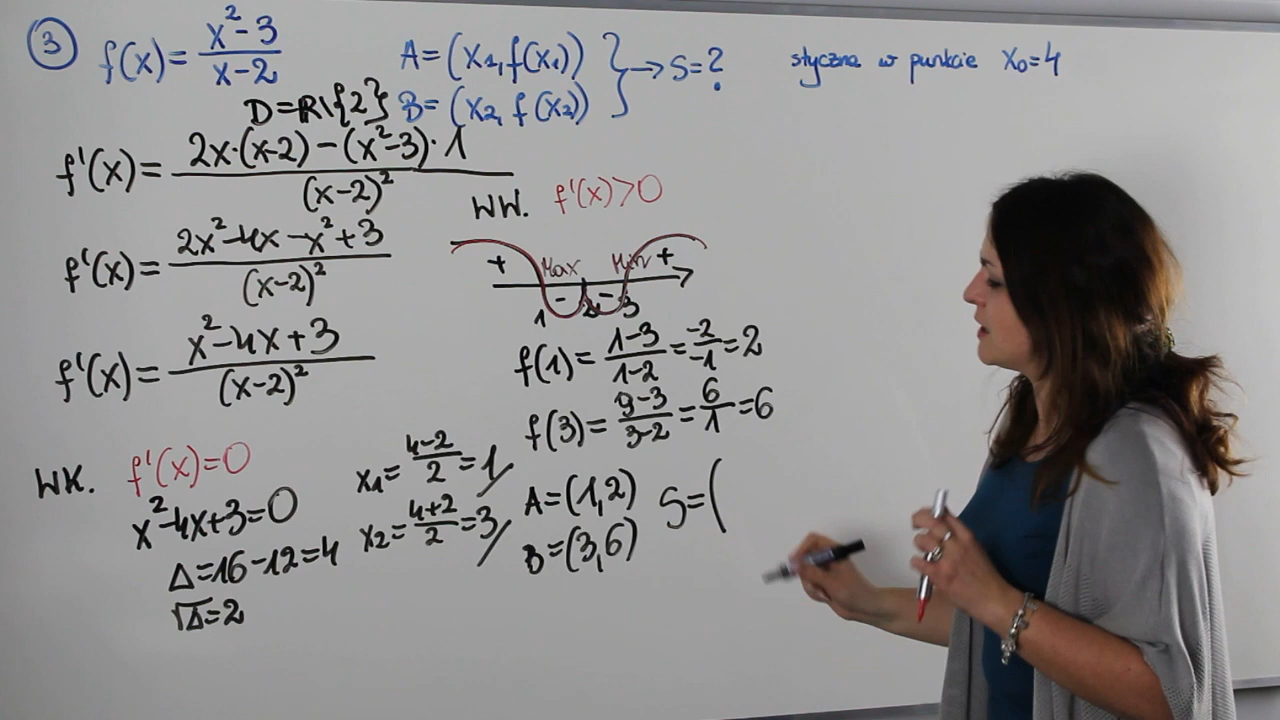 ③ f(x)= (x²-3)/(x-2)
A=(x₁,f(x₁)) } →S=?
B=(x₂,f(x₂))
styczna w punkcie x₀=4
D=R\{2}
f'(x)= (2x·(x-2)-(x²-3)·1)/(x-2)²
f'(x)= (2x²-4x-x²+3)/(x-2)²
f'(x)= (x²-4x+3)/(x-2)²
WK. f'(x)=0
x²-4x+3=0
Δ=16-12=4
√Δ=2
x₁=(4-2)/2=1
x₂=(4+2)/2=3
WW. f'(x)>0
+ Max Min +
- -
1 2 3
f(1)=(1-3)/(1-2)=-2/-1=2
f(3)=(9-3)/(3-2)=6/1=6
A=(1,2) S=(
B=(3,6)